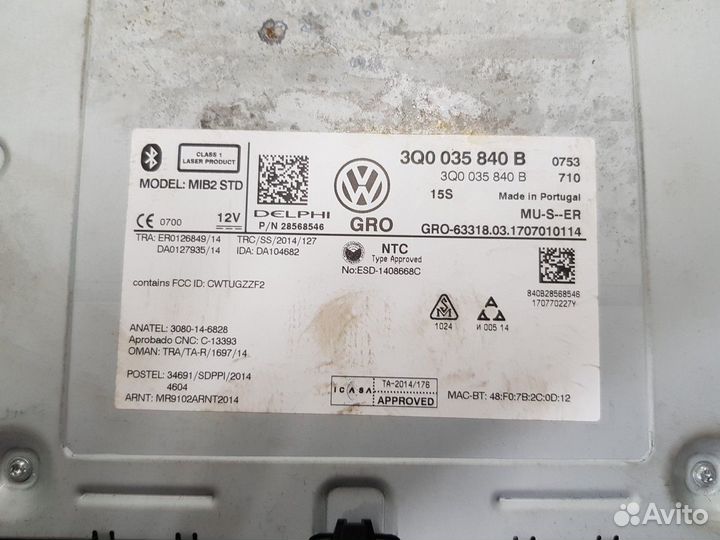 CLASS 1
LASER PRODUCT
MODEL: MIB2 STD
CE 0700 12V
DELPHI
P/N 28568546
GRO
3Q0 035 840 B 0753
3Q0 035 840 B 710
15S Made in Portugal
MU-S--ER
GRO-63318.03.1707010114
TRA: ER0126849/14
DA0127935/14
TRC/SS/2014/127
IDA: DA104682
NTC
Type Approved
No:ESD-1408668C
contains FCC ID: CWTUGZZF2
840B28568546
170770227Y
1024
И 005 14
ANATEL: 3080-14-6828
Aprobado CNC: C-13393
OMAN: TRA/TA-R/1697/14
POSTEL: 34691/SDPPI/2014
4604
ARNT: MR9102ARNT2014
ICASA
TA-2014/176
APPROVED
MAC-BT: 48:F0:7B:2C:0D:12
Avito